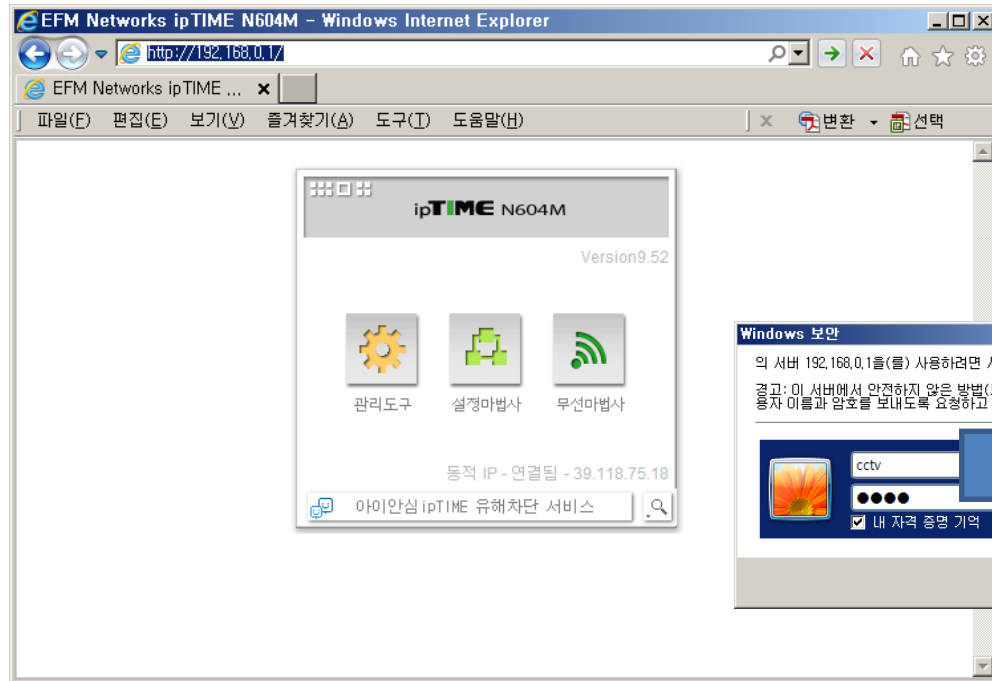 EFM Networks ipTIME N604M - Windows Internet Explorer
http://192.168.0.1/
EFM Networks ipTIME ...
파일(F) 편집(E) 보기(V) 즐겨찾기(A) 도구(T) 도움말(H)
변환 선택
ipTIME N604M
Version9.52
관리도구 설정마법사 무선마법사
동적 IP - 연결됨 - 39.118.75.18
아이안심 ipTIME 유해차단 서비스
Windows 보안
의 서버 192.168.0.1을(를) 사용하려면
경고: 이 서버에서 안전하지 않은 방법(
용자 이름과 암호를 보내도록 요청하고
cctv
●●●●
내 자격 증명 기억